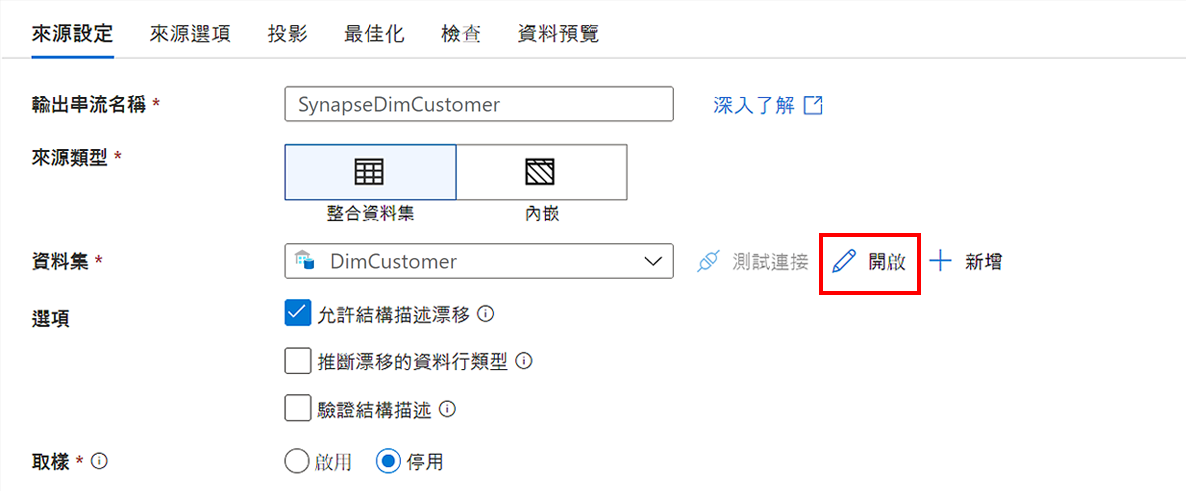 來源設定 來源選項 投影 最佳化 檢查 資料預覽
輸出串流名稱 * SynapseDimCustomer 深入了解
來源類型 *
整合資料集 內嵌
資料集 * DimCustomer 測試連接 開啟 新增
選項 允許結構描述漂移
推斷漂移的資料行類型
驗證結構描述
取樣 * 啟用 停用